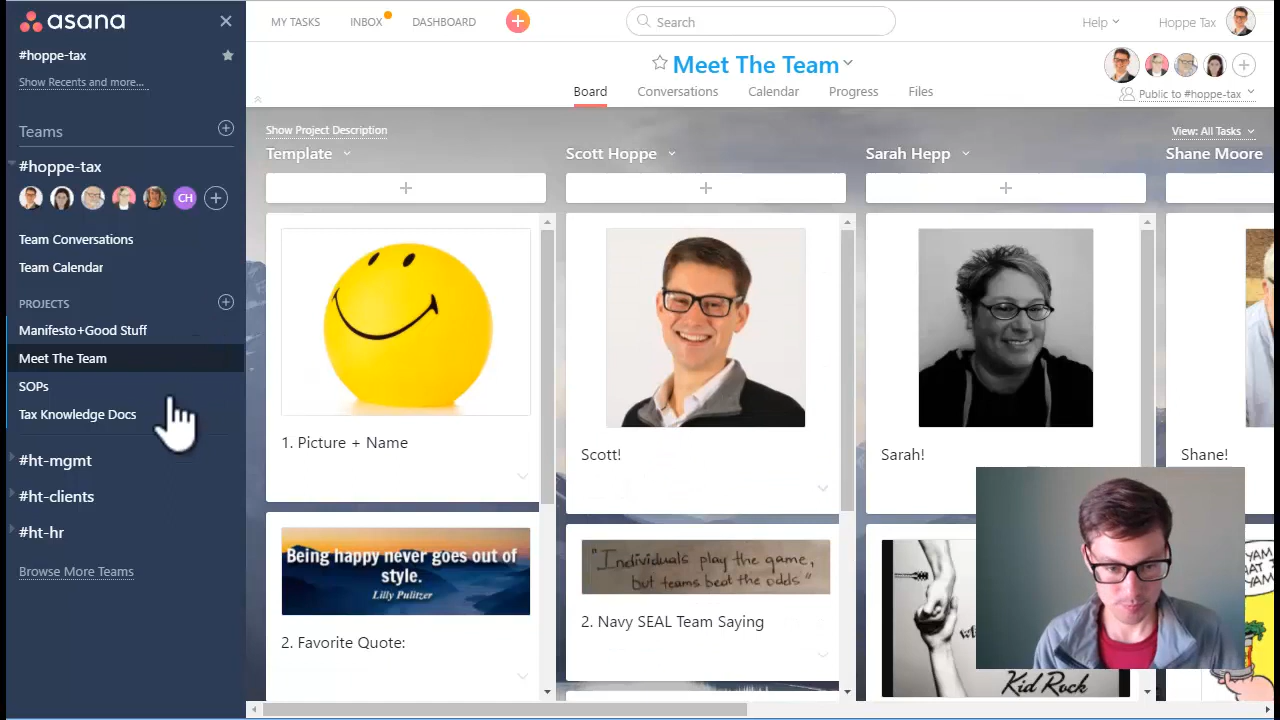 asana
#hoppe-tax
Show Recents and more...
Teams
#hoppe-tax
CH
Team Conversations
Team Calendar
PROJECTS
Manifesto+Good Stuff
Meet The Team
SOPs
Tax Knowledge Docs
#ht-mgmt
#ht-clients
#ht-hr
Browse More Teams
MY TASKS INBOX DASHBOARD
Search
Help
Hoppe Tax
Meet The Team
Board Conversations Calendar Progress Files
Public to #hoppe-tax
Show Project Description
View: All Tasks
Template
Scott Hoppe
Sarah Hepp
Shane Moore
1. Picture + Name
Scott!
Sarah!
Shane!
Being happy never goes out of
style.
Lilly Pulitzer
2. Favorite Quote:
"Individuals play the game,
but teams beat the odds"
2. Navy SEAL Team Saying
Kid Rock
YAM